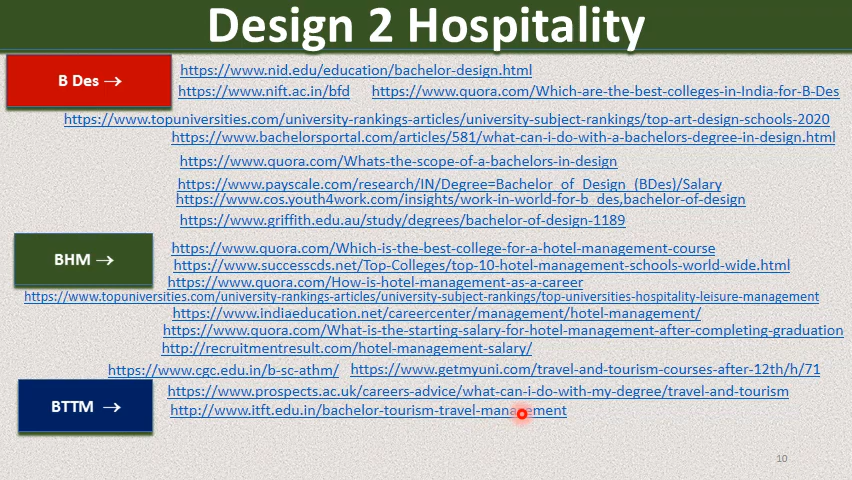 Design 2 Hospitality
B Des →
https://www.nid.edu/education/bachelor-design.html
https://www.nift.ac.in/bfd https://www.quora.com/Which-are-the-best-colleges-in-India-for-B-Des
https://www.topuniversities.com/university-rankings-articles/university-subject-rankings/top-art-design-schools-2020
https://www.bachelorsportal.com/articles/581/what-can-i-do-with-a-bachelors-degree-in-design.html
https://www.quora.com/Whats-the-scope-of-a-bachelors-in-design
https://www.payscale.com/research/IN/Degree=Bachelor_of_Design_(BDes)/Salary
https://www.cos.youth4work.com/insights/work-in-world-for-b_des,bachelor-of-design
https://www.griffith.edu.au/study/degrees/bachelor-of-design-1189
BHM →
https://www.quora.com/Which-is-the-best-college-for-a-hotel-management-course
https://www.successcds.net/Top-Colleges/top-10-hotel-management-schools-world-wide.html
https://www.quora.com/How-is-hotel-management-as-a-career
https://www.topuniversities.com/university-rankings-articles/university-subject-rankings/top-universities-hospitality-leisure-management
https://www.indiaeducation.net/careercenter/management/hotel-management/
https://www.quora.com/What-is-the-starting-salary-for-hotel-management-after-completing-graduation
http://recruitmentresult.com/hotel-management-salary/
https://www.cgc.edu.in/b-sc-athm/ https://www.getmyuni.com/travel-and-tourism-courses-after-12th/h/71
BTTM →
https://www.prospects.ac.uk/careers-advice/what-can-i-do-with-my-degree/travel-and-tourism
http://www.itft.edu.in/bachelor-tourism-travel-management
10